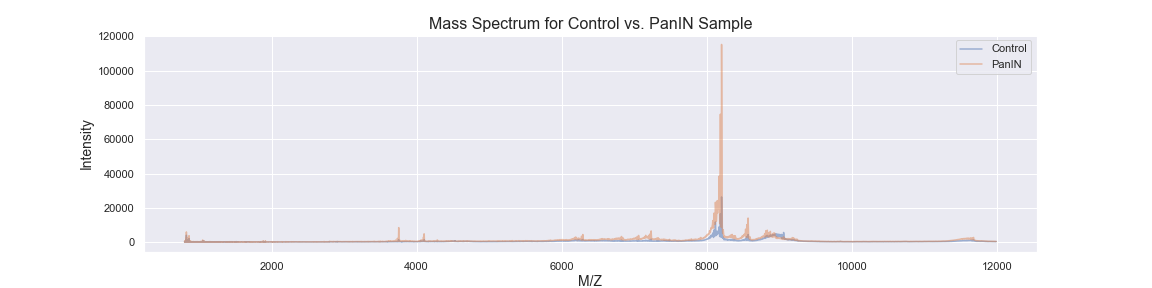 Mass Spectrum for Control vs. PanIN Sample
120000
100000
80000
60000
40000
20000
0
Intensity
Control
PanIN
2000
4000
6000
8000
10000
12000
M/Z